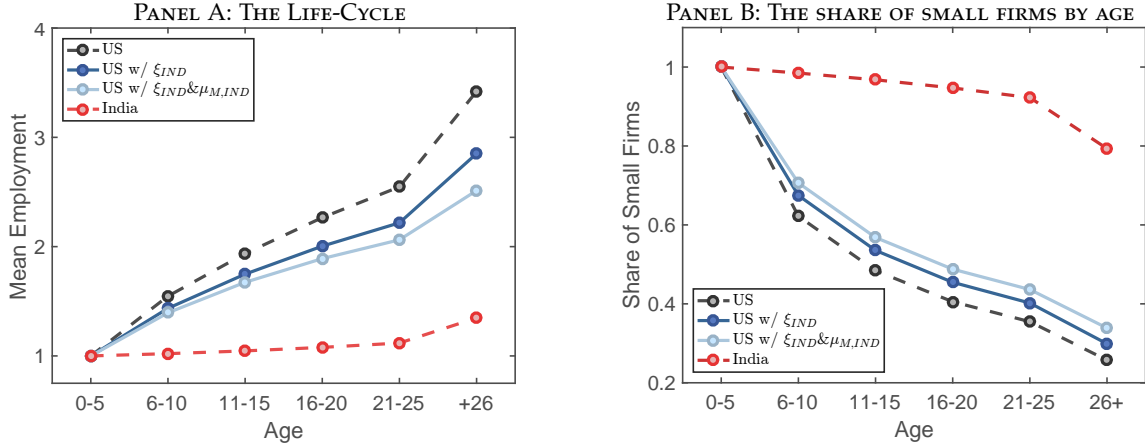 PANEL A: THE LIFE-CYCLE
4
3
2
1
Mean Employment
US
US w/ ξIND
US w/ ξIND&μM,IND
India
0-5 6-10 11-15 16-20 21-25 +26
Age
PANEL B: THE SHARE OF SMALL FIRMS BY AGE
1
0.8
0.6
0.4
0.2
Share of Small Firms
US
US w/ ξIND
US w/ ξIND&μM,IND
India
0-5 6-10 11-15 16-20 21-25 26+
Age